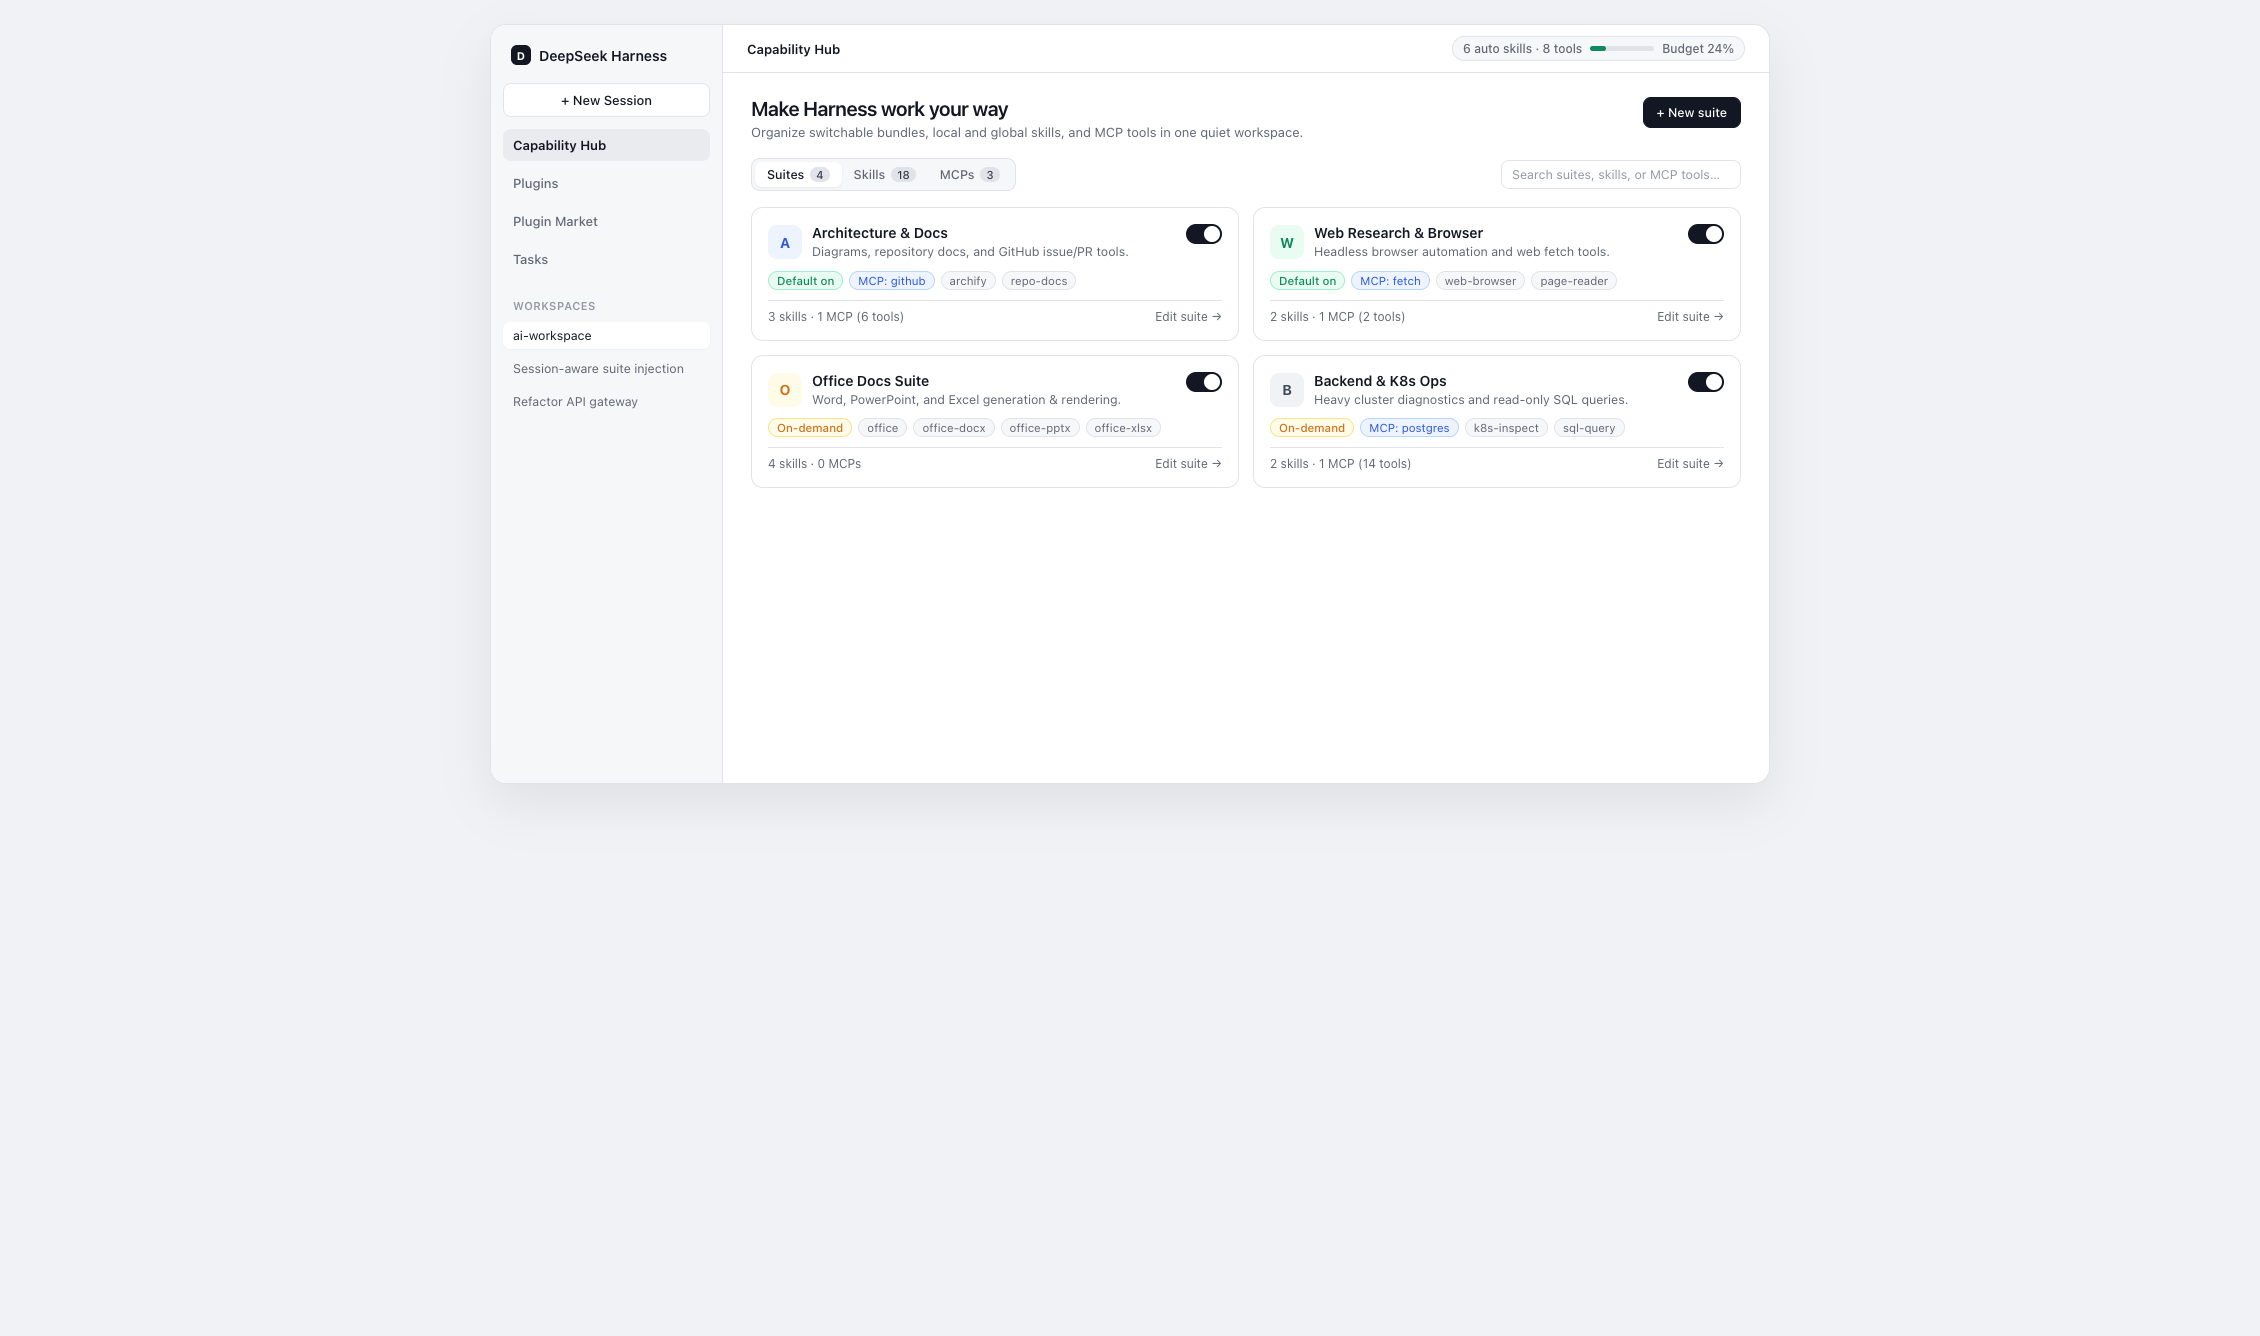 D DeepSeek Harness
+ New Session
Capability Hub
Plugins
Plugin Market
Tasks
WORKSPACES
ai-workspace
Session-aware suite injection
Refactor API gateway
Capability Hub
6 auto skills · 8 tools Budget 24%
Make Harness work your way
Organize switchable bundles, local and global skills, and MCP tools in one quiet workspace.
+ New suite
Suites 4 Skills 18 MCPs 3
Search suites, skills, or MCP tools...
A Architecture & Docs
Diagrams, repository docs, and GitHub issue/PR tools.
Default on MCP: github archify repo-docs
3 skills · 1 MCP (6 tools) Edit suite →
W Web Research & Browser
Headless browser automation and web fetch tools.
Default on MCP: fetch web-browser page-reader
2 skills · 1 MCP (2 tools) Edit suite →
O Office Docs Suite
Word, PowerPoint, and Excel generation & rendering.
On-demand office office-docx office-pptx office-xlsx
4 skills · 0 MCPs Edit suite →
B Backend & K8s Ops
Heavy cluster diagnostics and read-only SQL queries.
On-demand MCP: postgres k8s-inspect sql-query
2 skills · 1 MCP (14 tools) Edit suite →